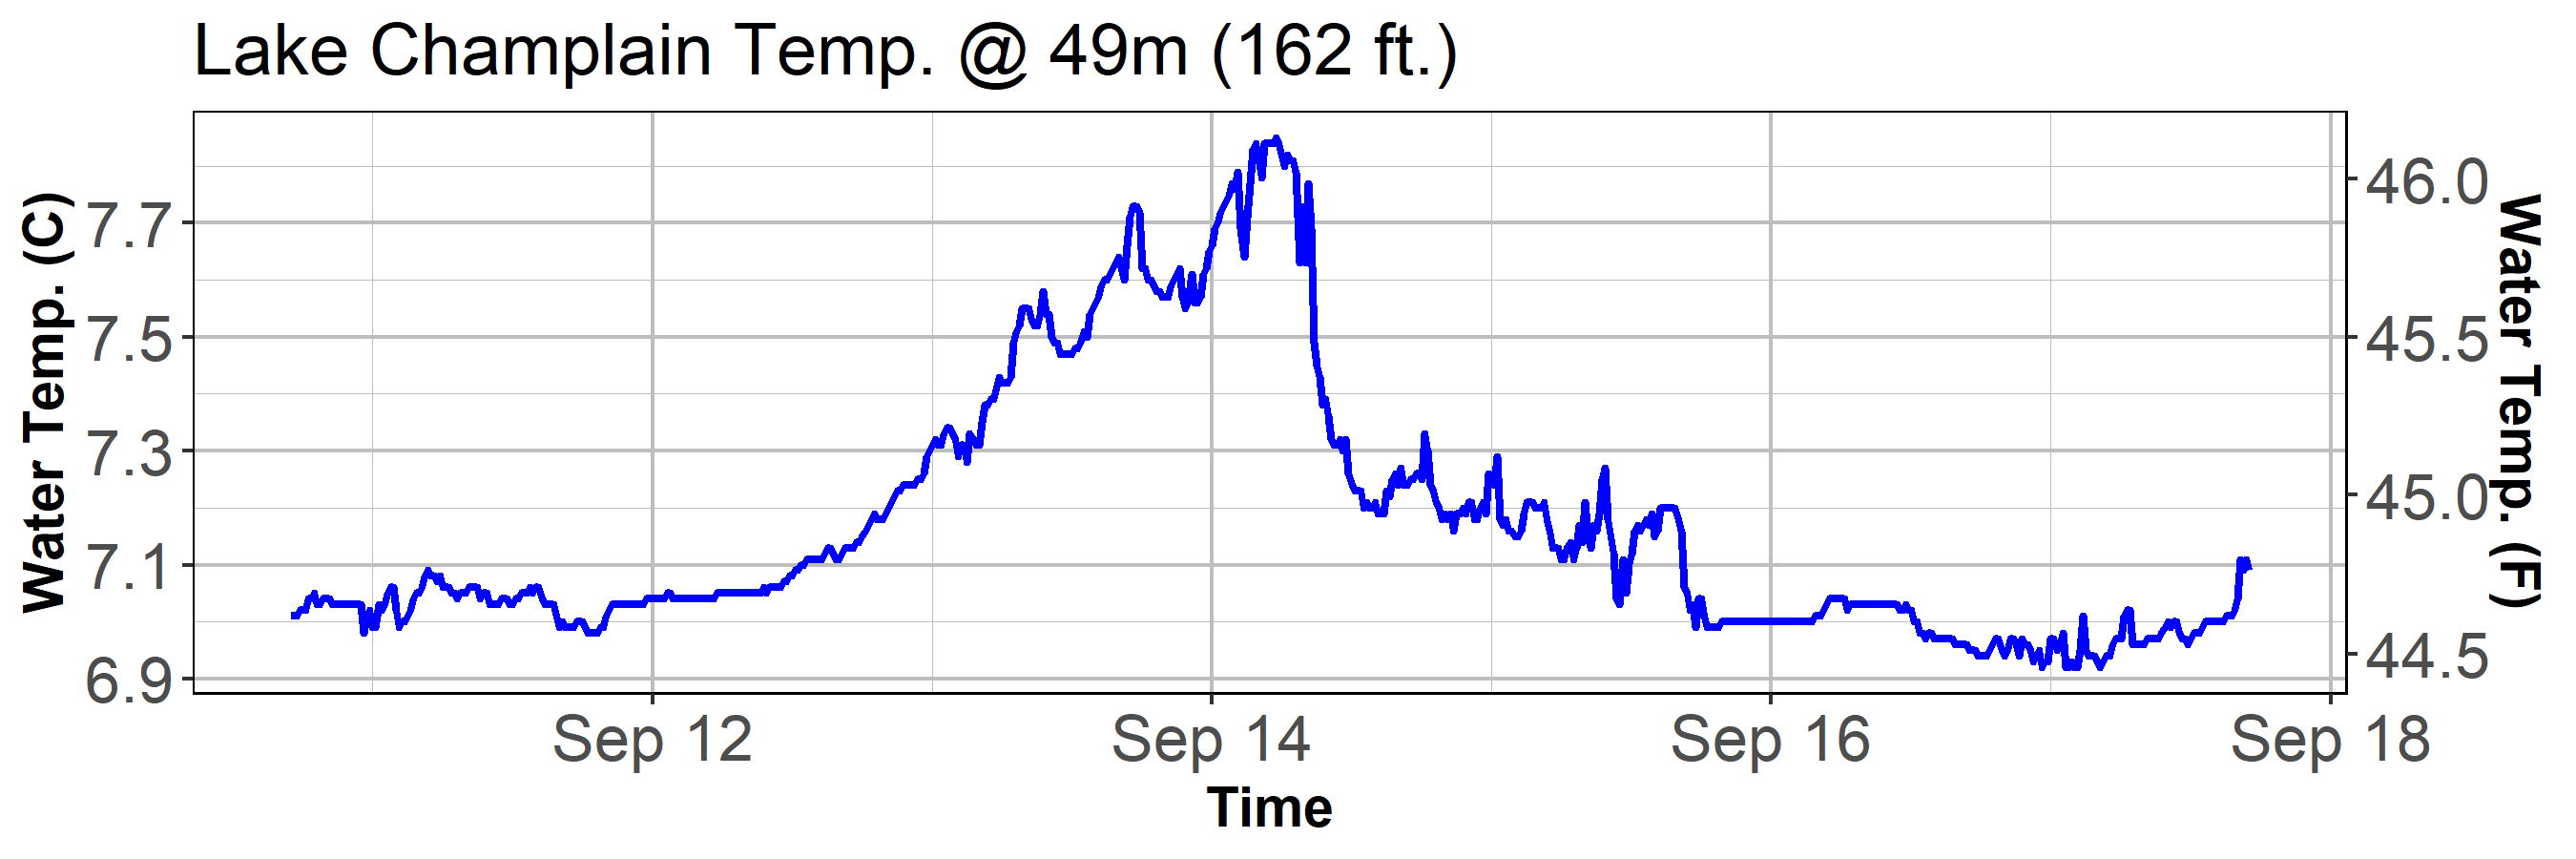 Lake Champlain Temp. @ 49m (162 ft.)
Water Temp. (C)
7.7
7.5
7.3
7.1
6.9
46.0
45.5
45.0
44.5
Water Temp. (F)
Sep 12
Sep 14
Sep 16
Sep 18
Time